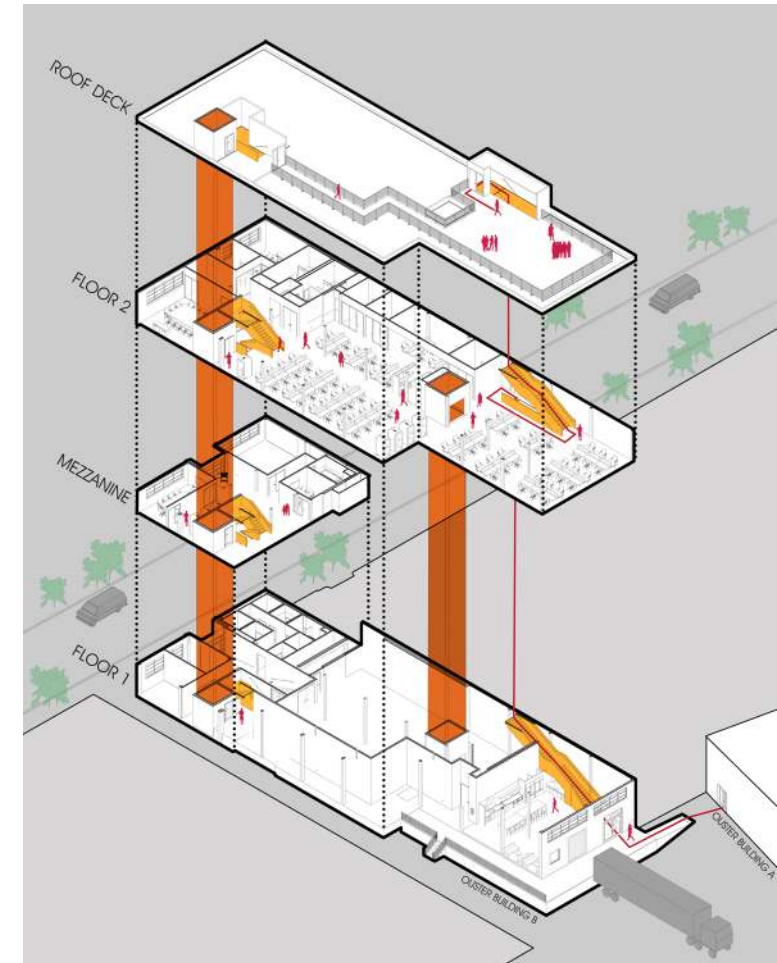 ROOF DECK
FLOOR 2
MEZZANINE
FLOOR 1
OUSTER BUILDING A
OUSTER BUILDING B